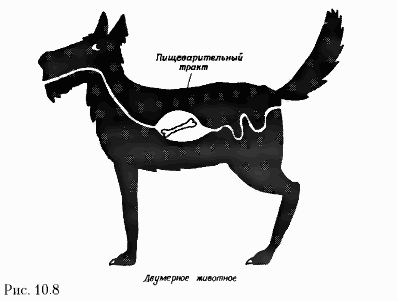 Пищеварительный
тракт
Двумерное животное
Рис. 10.8